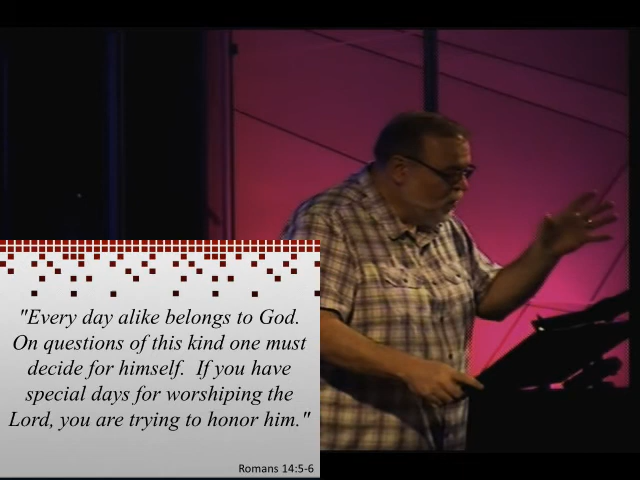 "Every day alike belongs to God.
On questions of this kind one must
decide for himself.  If you have
special days for worshiping the
Lord, you are trying to honor him."
Romans 14:5-6